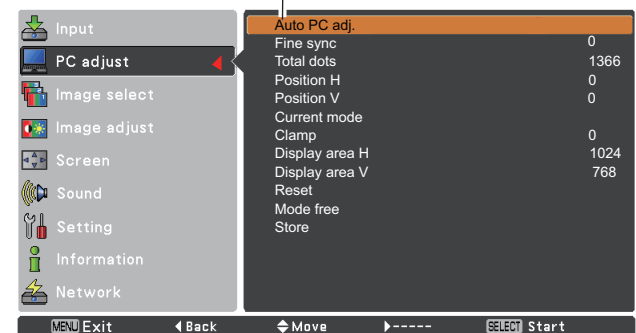 Input
PC adjust
Image select
Image adjust
Screen
Sound
Setting
Information
Network
Auto PC adj.
Fine sync 0
Total dots 1366
Position H 0
Position V 0
Current mode
Clamp 0
Display area H 1024
Display area V 768
Reset
Mode free
Store
MENU Exit Back Move ----- SELECT Start